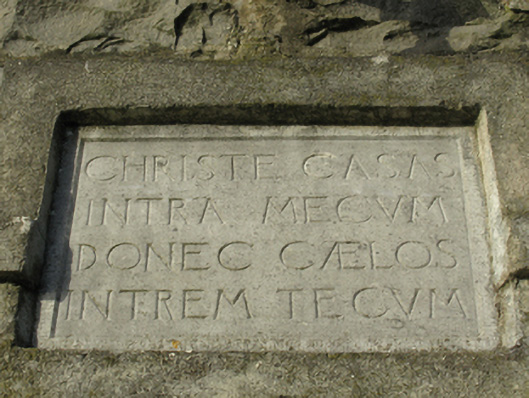 CHRISTE CASAS
INTRA MECVM
DONEC CÆLOS
INTREM TECVM